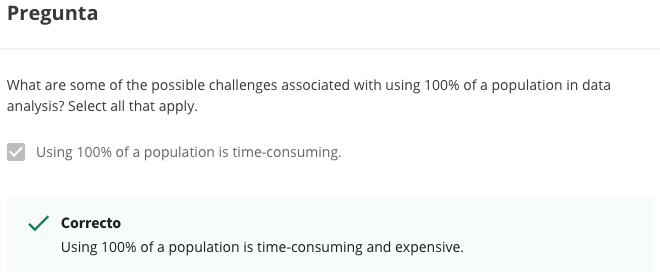 Pregunta
What are some of the possible challenges associated with using 100% of a population in data
analysis? Select all that apply.
Using 100% of a population is time-consuming.
Correcto
Using 100% of a population is time-consuming and expensive.